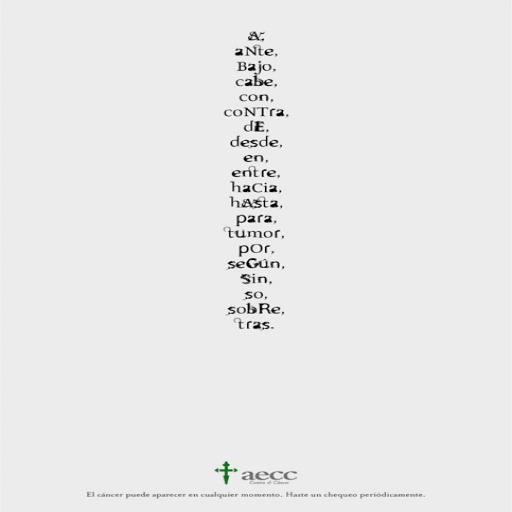 A,
aNte,
Bajo,
caBe,
con,
coNTra,
dE,
desde,
en,
entre,
haCia,
hAsta,
para,
tumor,
pOr,
seGún,
Sin,
so,
sobRe,
tras.
aecc
Contra el Cáncer
El cáncer puede aparecer en cualquier momento. Hazte un chequeo periódicamente.